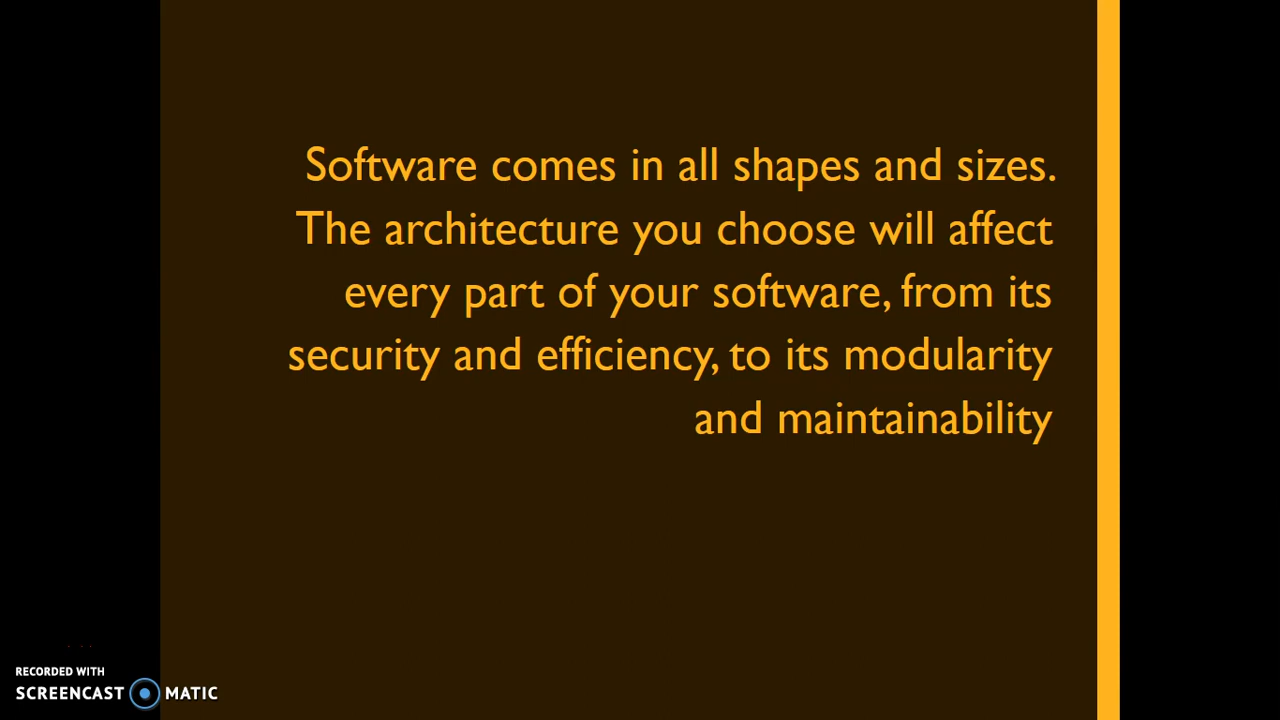 Software comes in all shapes and sizes.
The architecture you choose will affect
every part of your software, from its
security and efficiency, to its modularity
and maintainability
RECORDED WITH
SCREENCAST MATIC